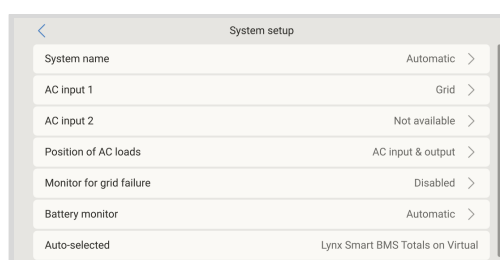 System setup
System name Automatic
AC input 1 Grid
AC input 2 Not available
Position of AC loads AC input & output
Monitor for grid failure Disabled
Battery monitor Automatic
Auto-selected Lynx Smart BMS Totals on Virtual